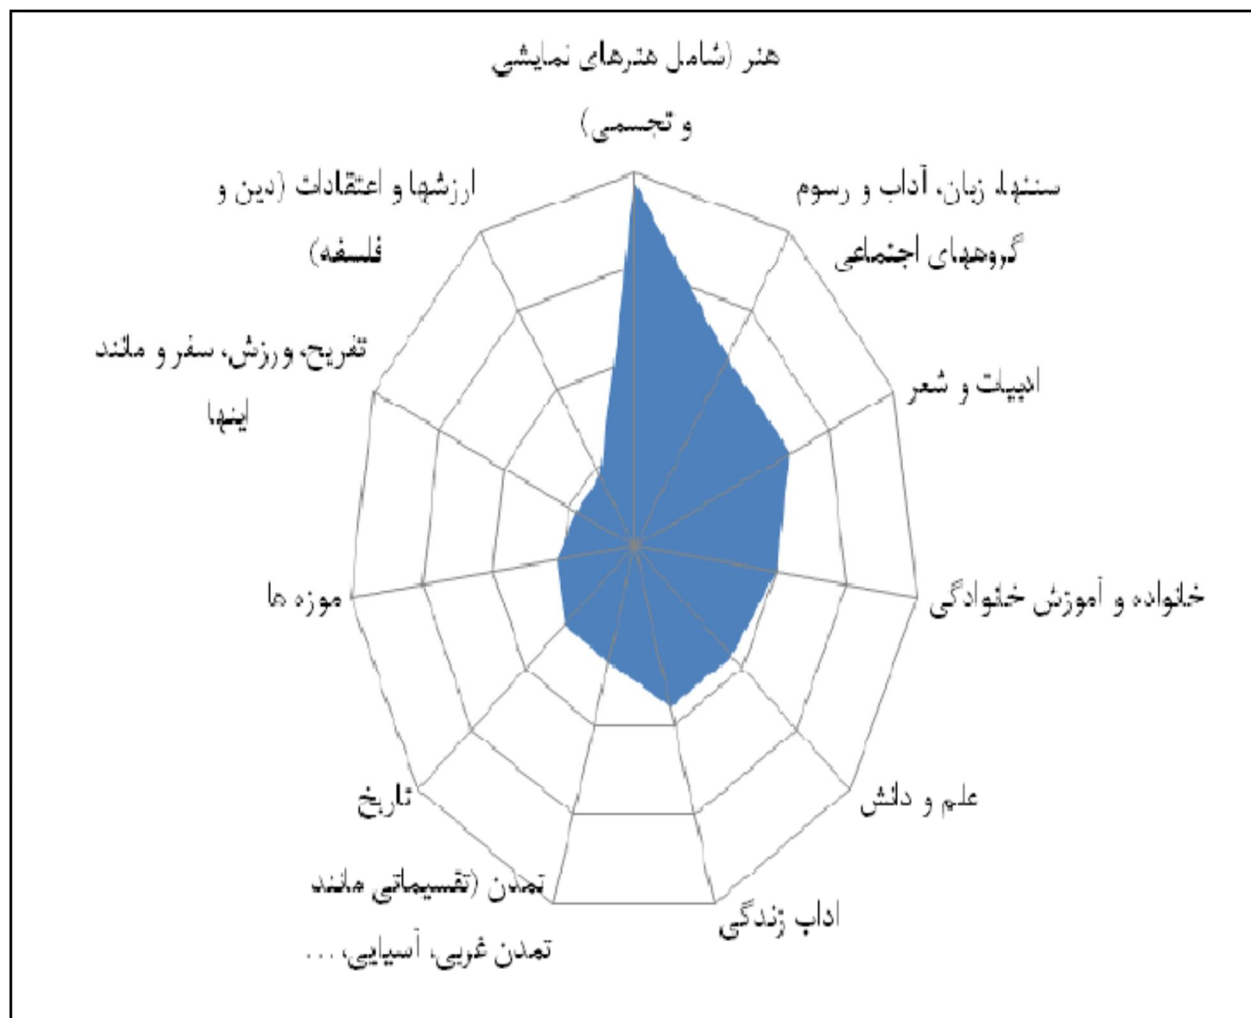 هنر (شامل هنرهای نمایشی
و تجسمی)
سنتها، زبان، آداب و رسوم
گروههای اجتماعی
ادبیات و شعر
خانواده و آموزش خانوادگی
علم و دانش
اداب زندگی
تمدن (تقسیماتی مانند
تمدن غربی، آسیایی، ...
تاریخ
موزه ها
تفریح، ورزش، سفر و مانند
اینها
ارزشها و اعتقادات (دین و
فلسفه)